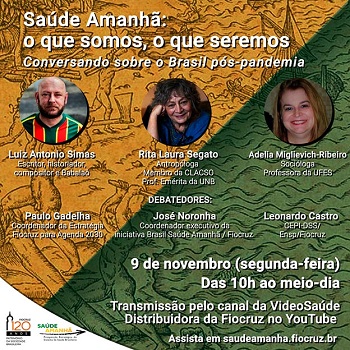 Saúde Amanhã:
o que somos, o que seremos
Conversando sobre o Brasil pós-pandemia
Luiz Antonio Simas
Escritor, historiador,
compositor e Babalaô
Rita Laura Segato
Antropóloga
Membro da CLACSO
Prof. Emérita da UNB
Adelia Miglievich-Ribeiro
Socióloga
Professora da UFES
DEBATEDORES:
Paulo Gadelha
Coordenador da Estratégia
Fiocruz para Agenda 2030
José Noronha
Coordenador executivo da
Iniciativa Brasil Saúde Amanhã / Fiocruz
Leonardo Castro
CEPI-DSS/
Ensp/Fiocruz
9 de novembro (segunda-feira)
Das 10h ao meio-dia
Transmissão pelo canal da VideoSaúde
Distribuidora da Fiocruz no YouTube
Assista em saudeamanha.fiocruz.br
FIOCRUZ
120
ANOS
SAÚDE
AMANHÃ